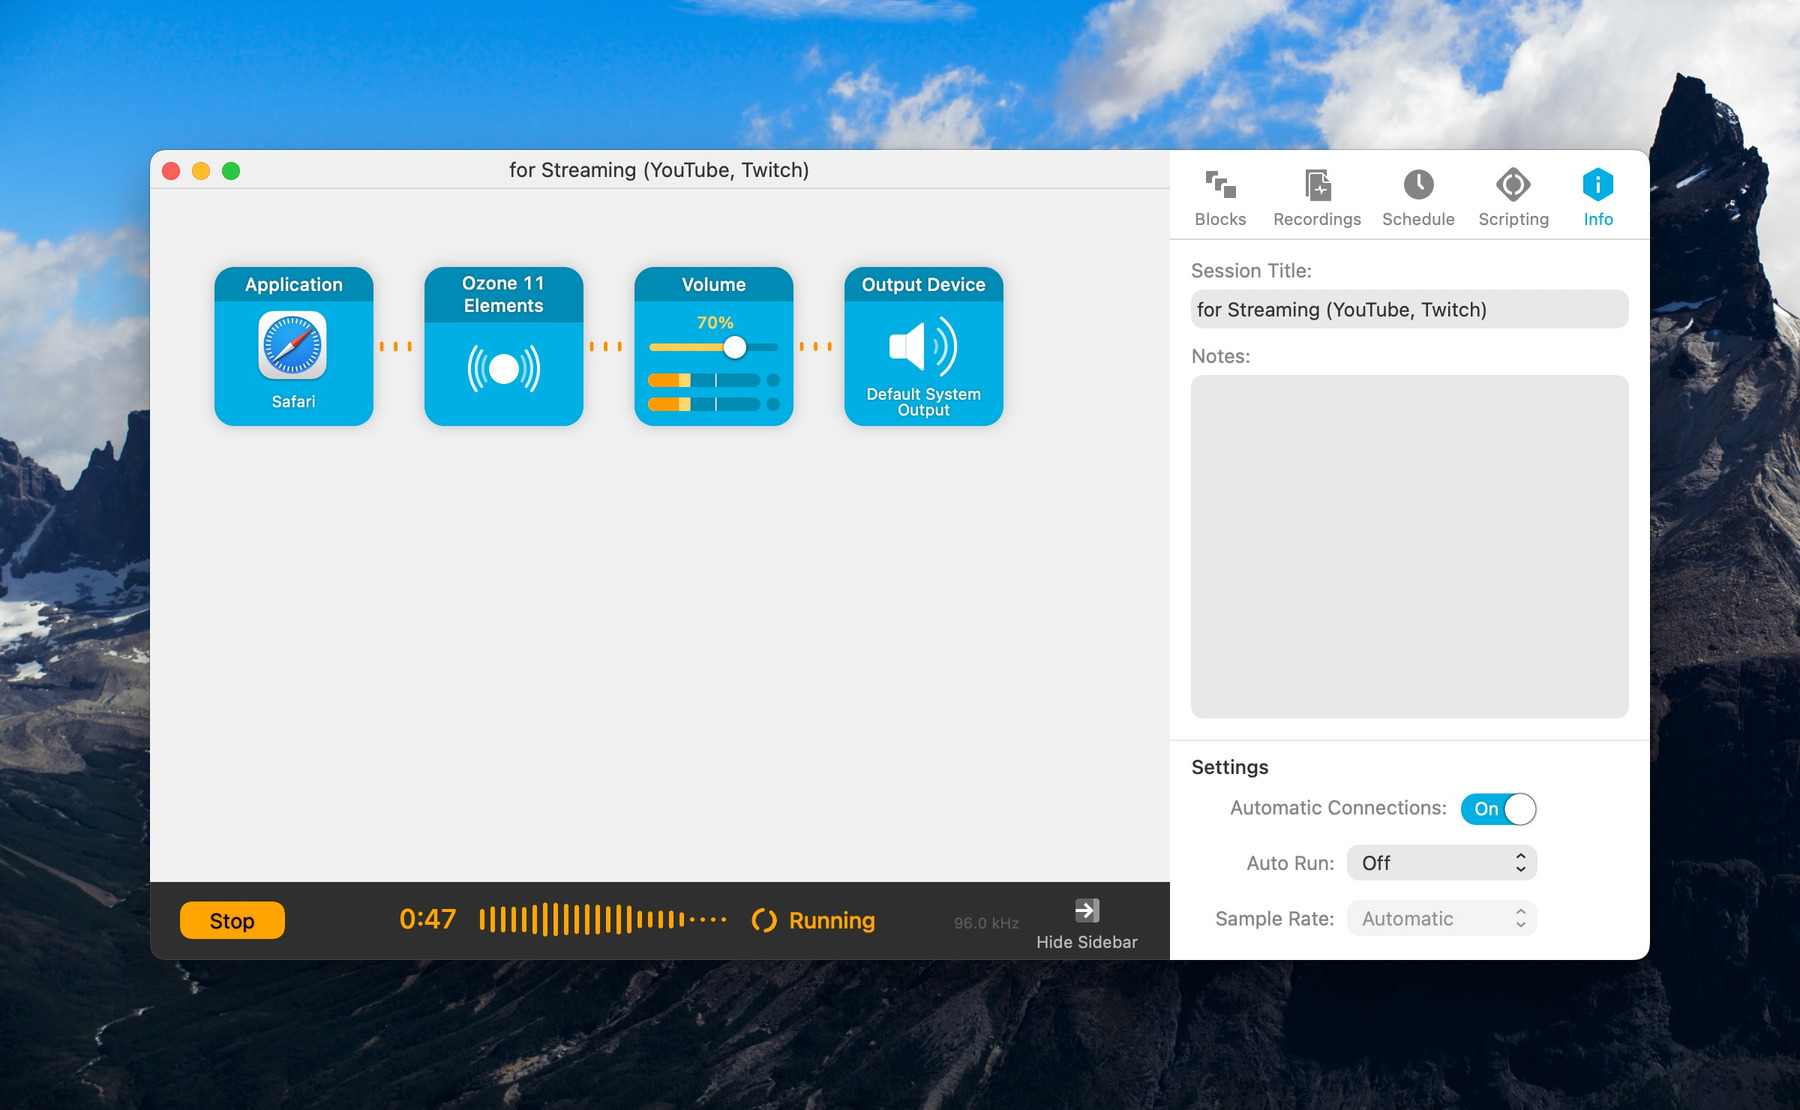 for Streaming (YouTube, Twitch)
Blocks
Recordings
Schedule
Scripting
Info
Application
Safari
Ozone 11
Elements
Volume
70%
Output Device
Default System
Output
Session Title:
for Streaming (YouTube, Twitch)
Notes:
Settings
Automatic Connections: On
Auto Run: Off
Sample Rate: Automatic
Stop
0:47
Running
96.0 kHz
Hide Sidebar